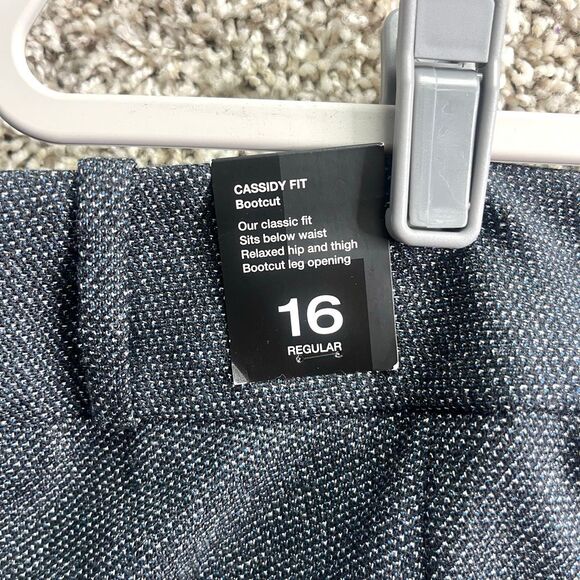 CASSIDY FIT
Bootcut
Our classic fit
Sits below waist
Relaxed hip and thigh
Bootcut leg opening
16
REGULAR